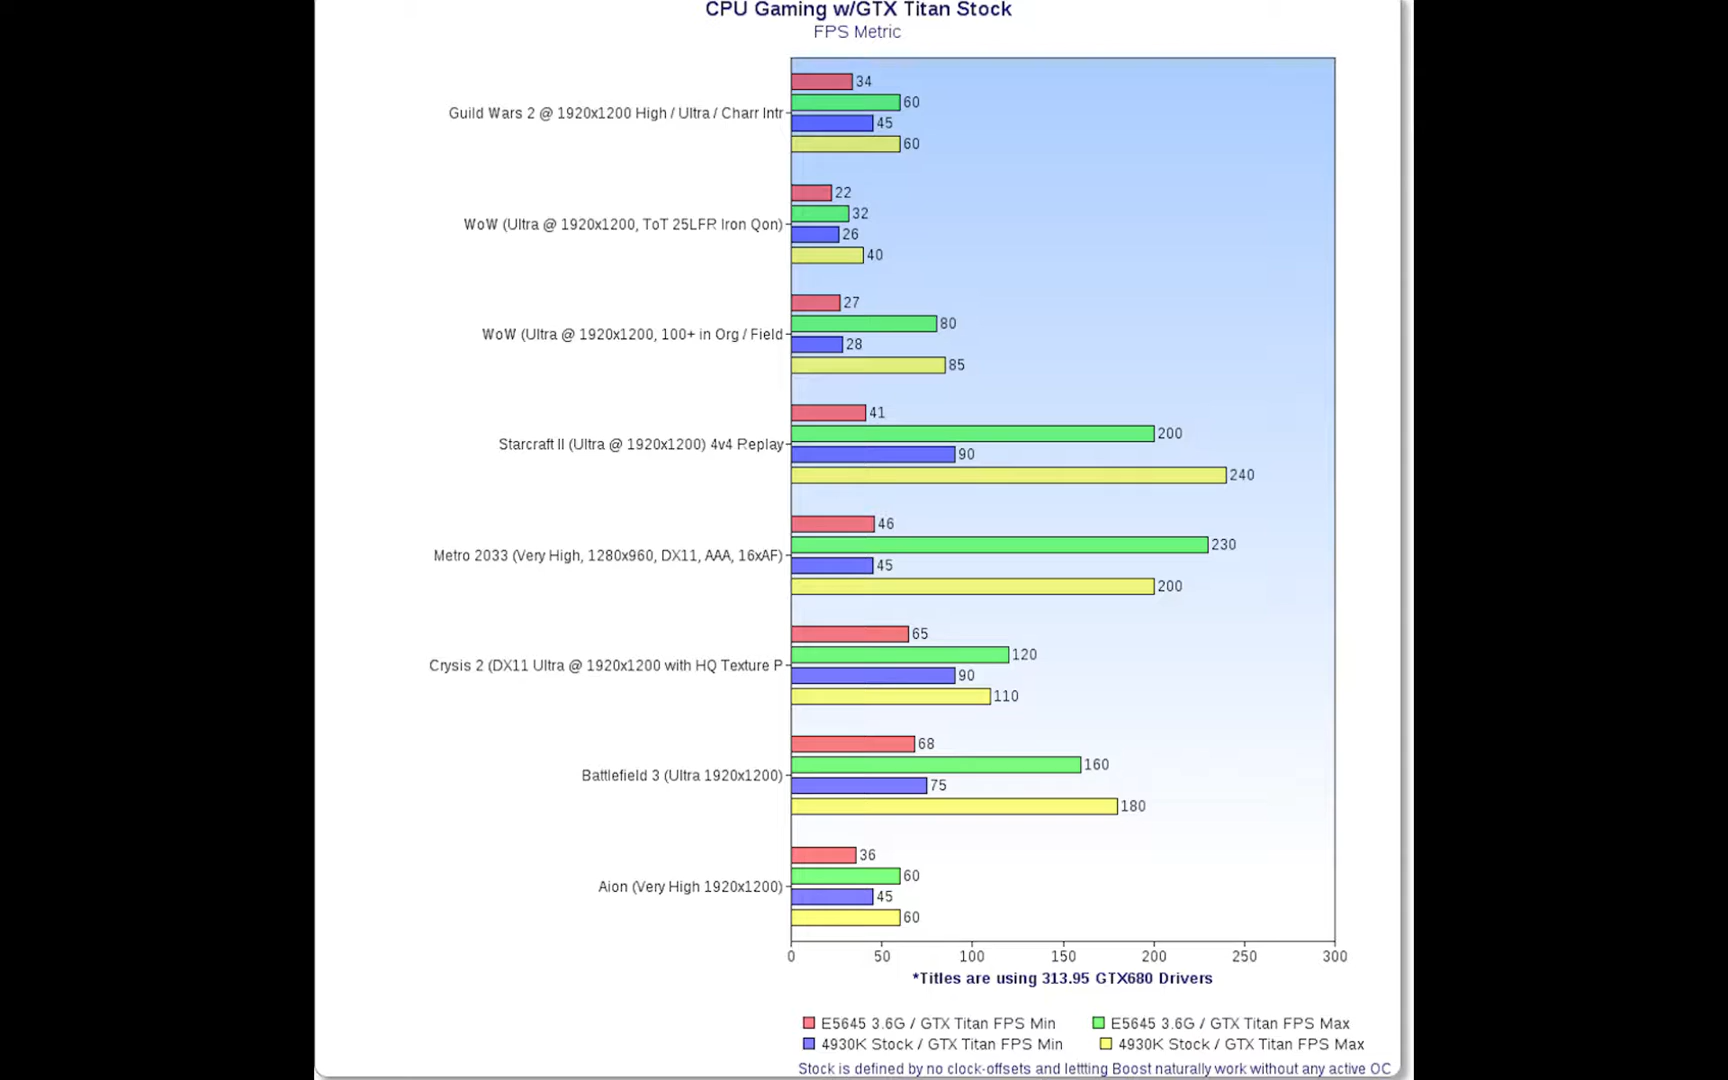 CPU Gaming w/GTX Titan Stock
FPS Metric
34
60
Guild Wars 2 @ 1920x1200 High / Ultra / Charr Intr
45
60
22
32
WoW (Ultra @ 1920x1200, ToT 25LFR Iron Qon)
26
40
27
80
WoW (Ultra @ 1920x1200, 100+ in Org / Field
28
85
41
200
Starcraft II (Ultra @ 1920x1200) 4v4 Replay
90
240
46
230
Metro 2033 (Very High, 1280x960, DX11, AAA, 16xAF)
45
200
65
120
Crysis 2 (DX11 Ultra @ 1920x1200 with HQ Texture P
90
110
68
160
Battlefield 3 (Ultra 1920x1200)
75
180
36
60
Aion (Very High 1920x1200)
45
60
0 50 100 150 200 250 300
*Titles are using 313.95 GTX680 Drivers
E5645 3.6G / GTX Titan FPS Min E5645 3.6G / GTX Titan FPS Max
4930K Stock / GTX Titan FPS Min 4930K Stock / GTX Titan FPS Max
Stock is defined by no clock-offsets and lettting Boost naturally work without any active OC